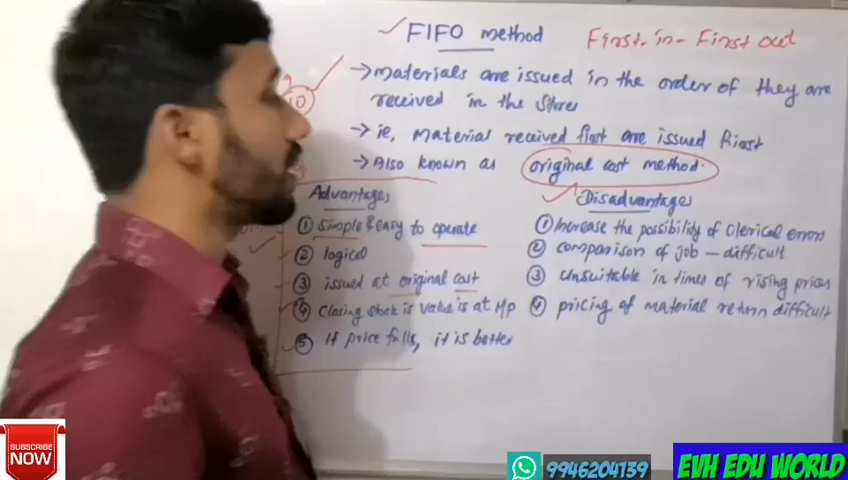 FIFO method First-in-First out
→ materials are issued in the order of they are
received in the Stores
→ ie, material received first are issued First
→ Also known as original cost method.
10
Advantages
① Simple & easy to operate
② logical
③ issued at original cost
④ Closing stock is value is at Mp
⑤ If price falls, it is better
Disadvantages
① Increase the possibility of Clerical errors
② comparison of job - difficult
③ Unsuitable in times of rising prices
④ pricing of material return difficult
SUBSCRIBE
NOW
9946204139
EVH EDU WORLD